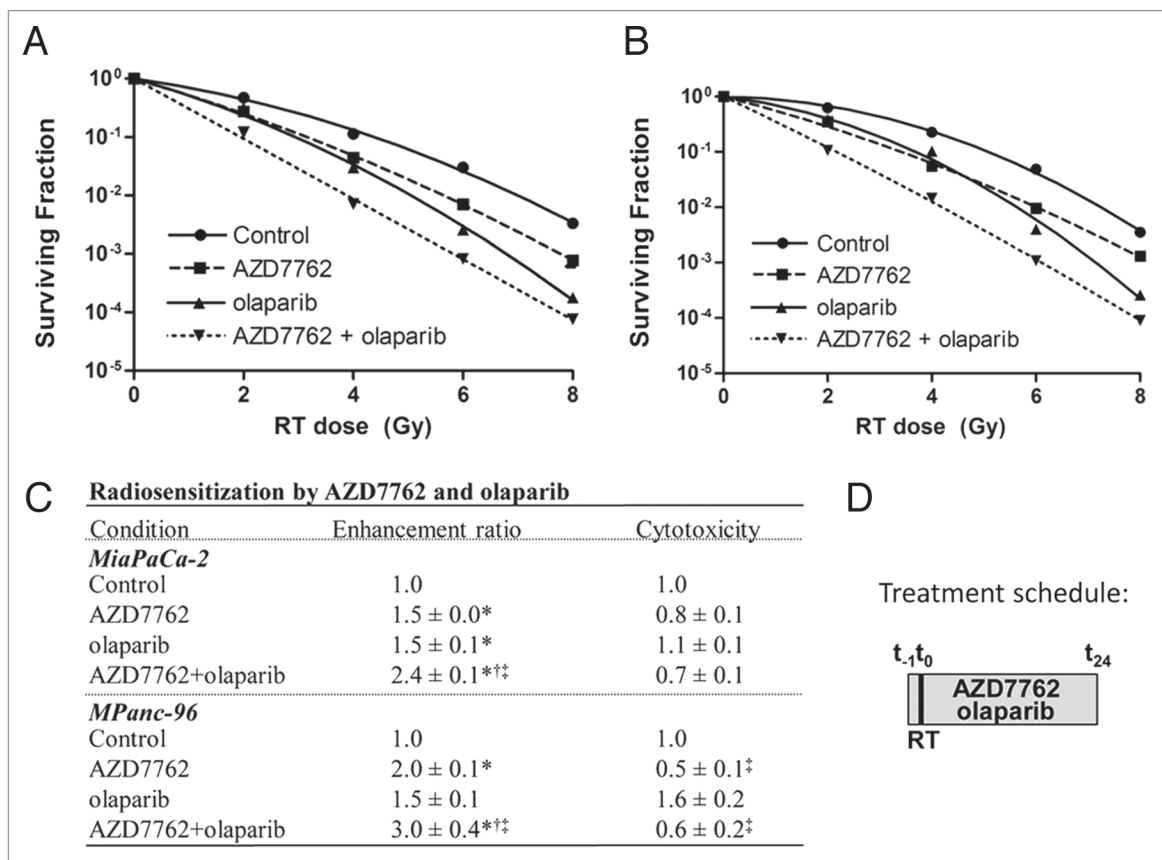 A
Surviving Fraction
10⁰
10⁻¹
10⁻²
10⁻³
10⁻⁴
10⁻⁵
Control
AZD7762
olaparib
AZD7762 + olaparib
0 2 4 6 8
RT dose (Gy)
B
Surviving Fraction
10⁰
10⁻¹
10⁻²
10⁻³
10⁻⁴
10⁻⁵
Control
AZD7762
olaparib
AZD7762 + olaparib
0 2 4 6 8
RT dose (Gy)
C
Radiosensitization by AZD7762 and olaparib
Condition Enhancement ratio Cytotoxicity
MiaPaCa-2
Control 1.0 1.0
AZD7762 1.5 ± 0.0* 0.8 ± 0.1
olaparib 1.5 ± 0.1* 1.1 ± 0.1
AZD7762+olaparib 2.4 ± 0.1*†‡ 0.7 ± 0.1
MPanc-96
Control 1.0 1.0
AZD7762 2.0 ± 0.1* 0.5 ± 0.1‡
olaparib 1.5 ± 0.1 1.6 ± 0.2
AZD7762+olaparib 3.0 ± 0.4*†‡ 0.6 ± 0.2‡
D
Treatment schedule:
t₋₁t₀ t₂₄
AZD7762
olaparib
RT